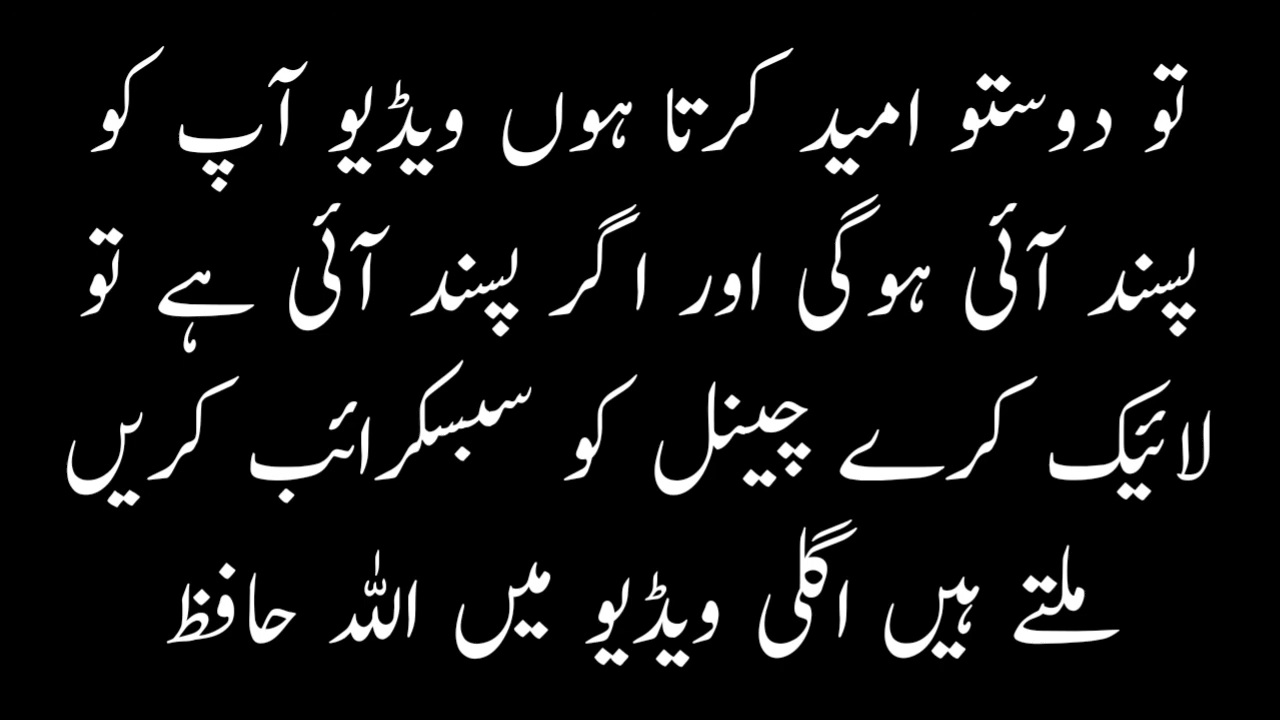 تو دوستو امید کرتا ہوں ویڈیو آپ کو
پسند آئی ہوگی اور اگر پسند آئی ہے تو
لائیک کرے چینل کو سبسکرائب کریں
ملتے ہیں اگلی ویڈیو میں اللہ حافظ